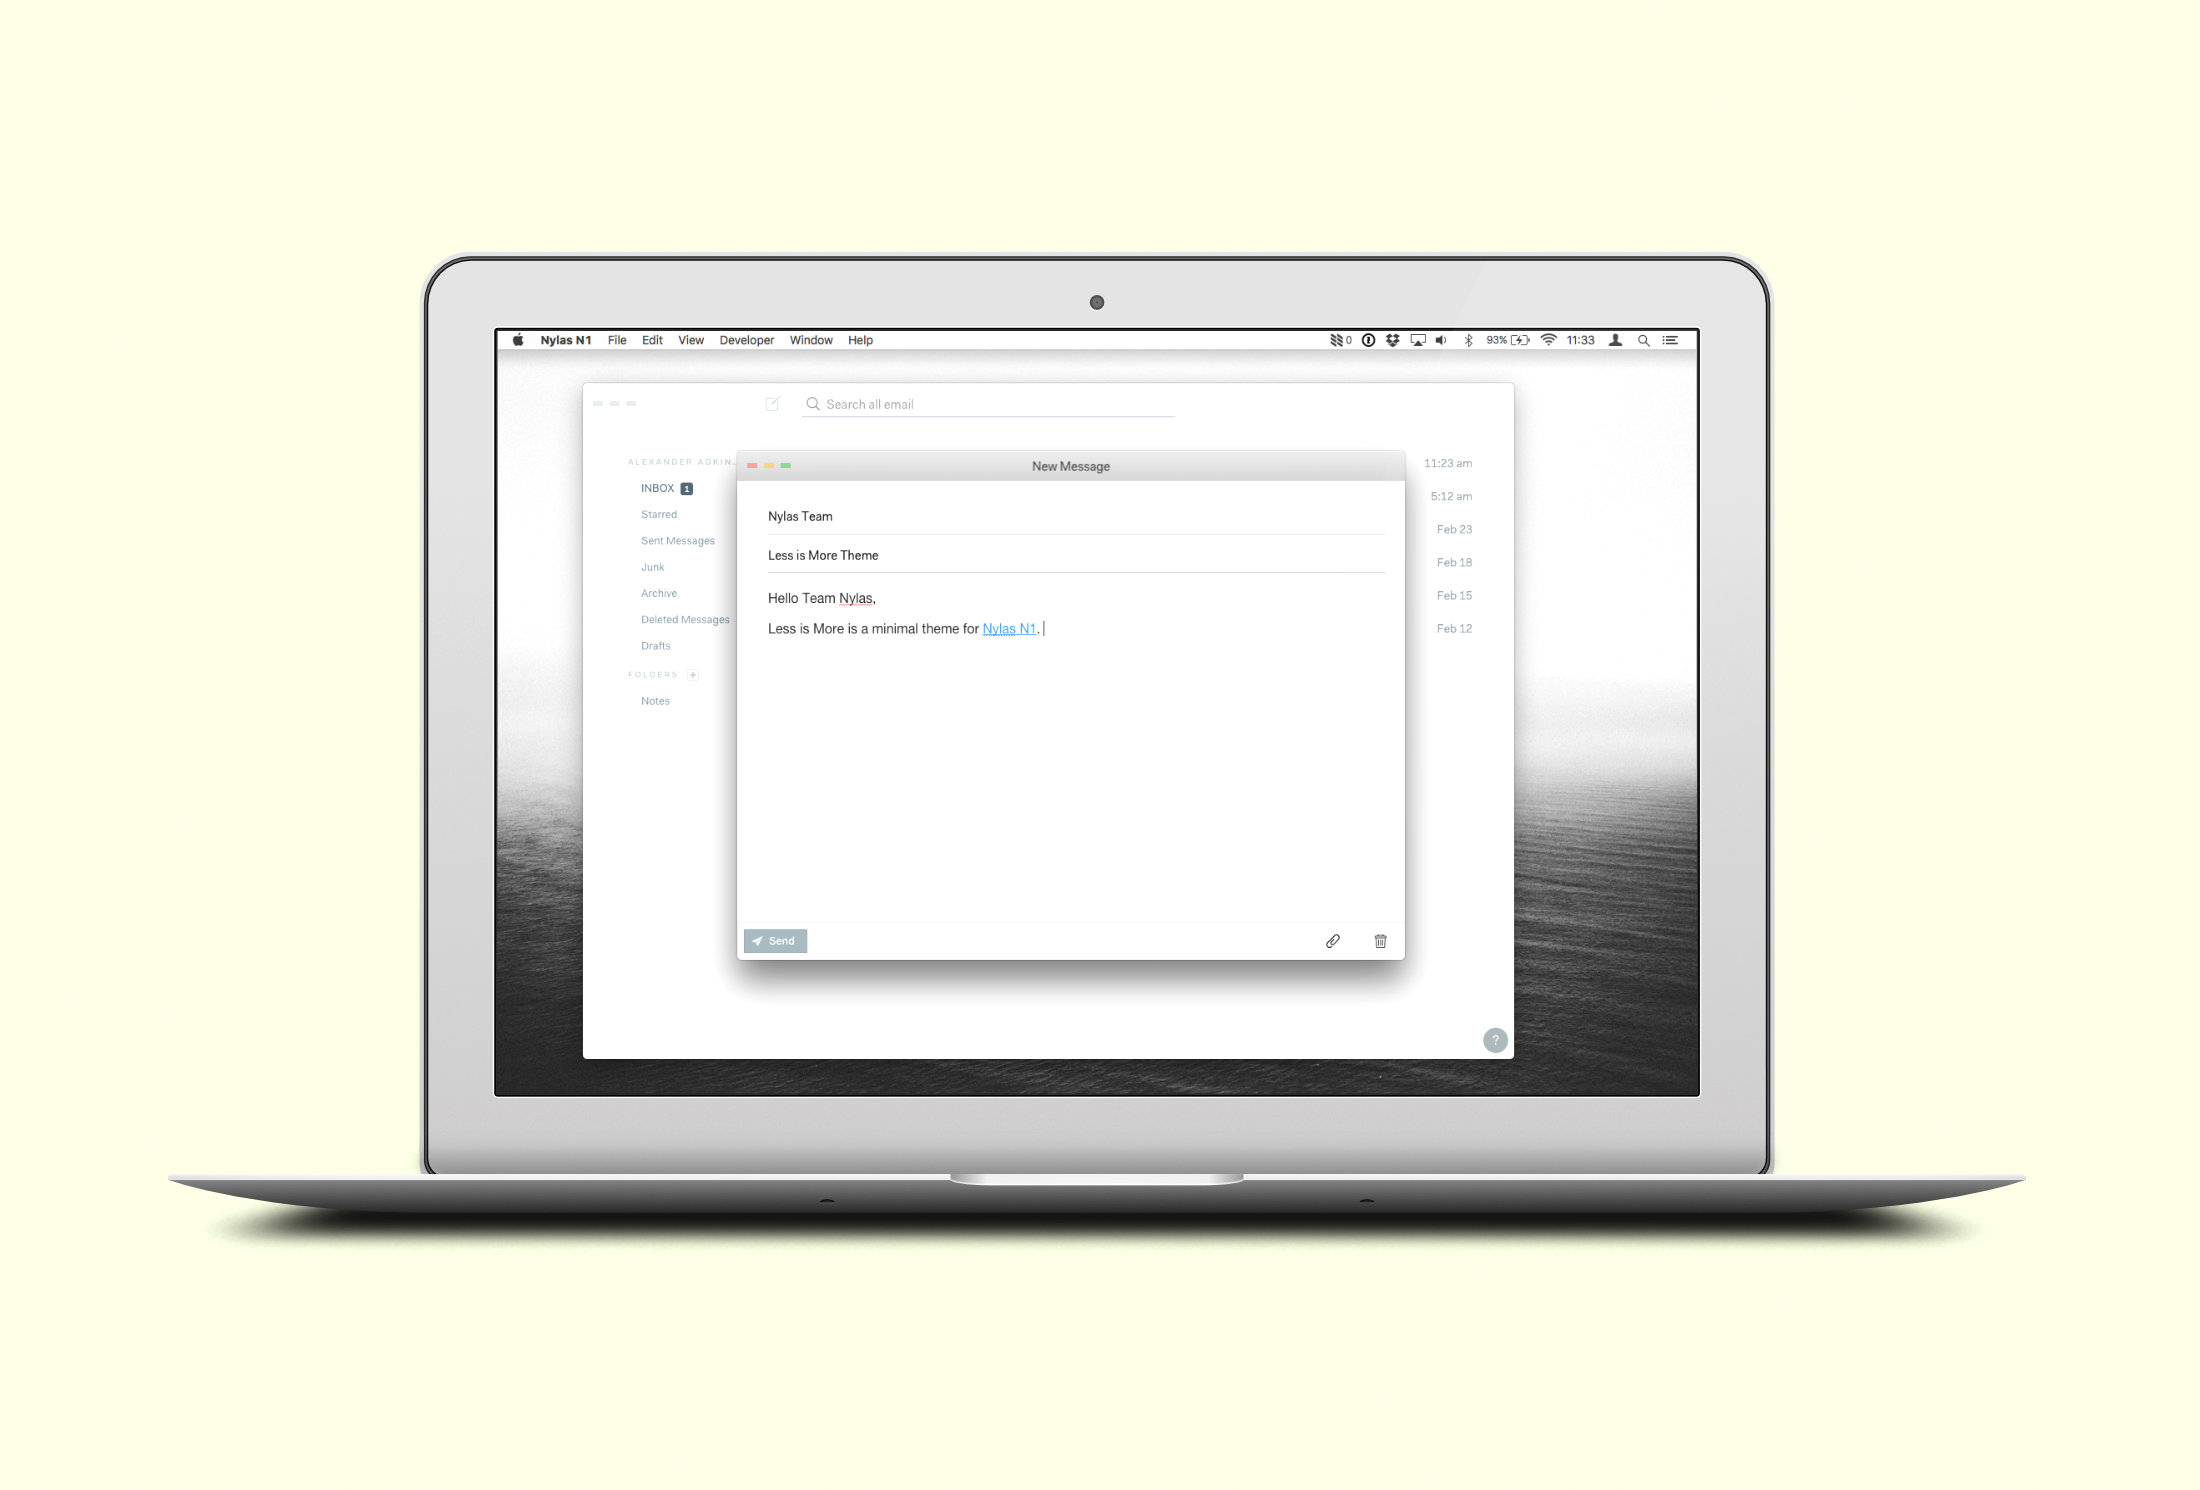 Nylas N1 File Edit View Developer Window Help 0 93% 11:33
Search all email
ALEXANDER.ADKIN...
INBOX 1
Starred
Sent Messages
Junk
Archive
Deleted Messages
Drafts
FOLDERS +
Notes
New Message
Nylas Team
Less is More Theme
Hello Team Nylas,
Less is More is a minimal theme for Nylas N1.
Send
11:23 am
5:12 am
Feb 23
Feb 18
Feb 15
Feb 12
?